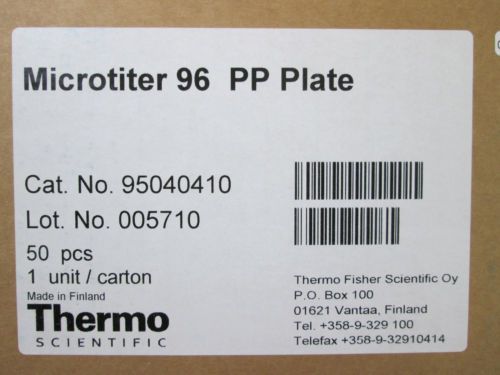 Microtiter 96 PP Plate
Cat. No. 95040410
Lot. No. 005710
50 pcs
1 unit / carton
Made in Finland
Thermo
SCIENTIFIC
Thermo Fisher Scientific Oy
P.O. Box 100
01621 Vantaa, Finland
Tel. +358-9-329 100
Telefax +358-9-32910414